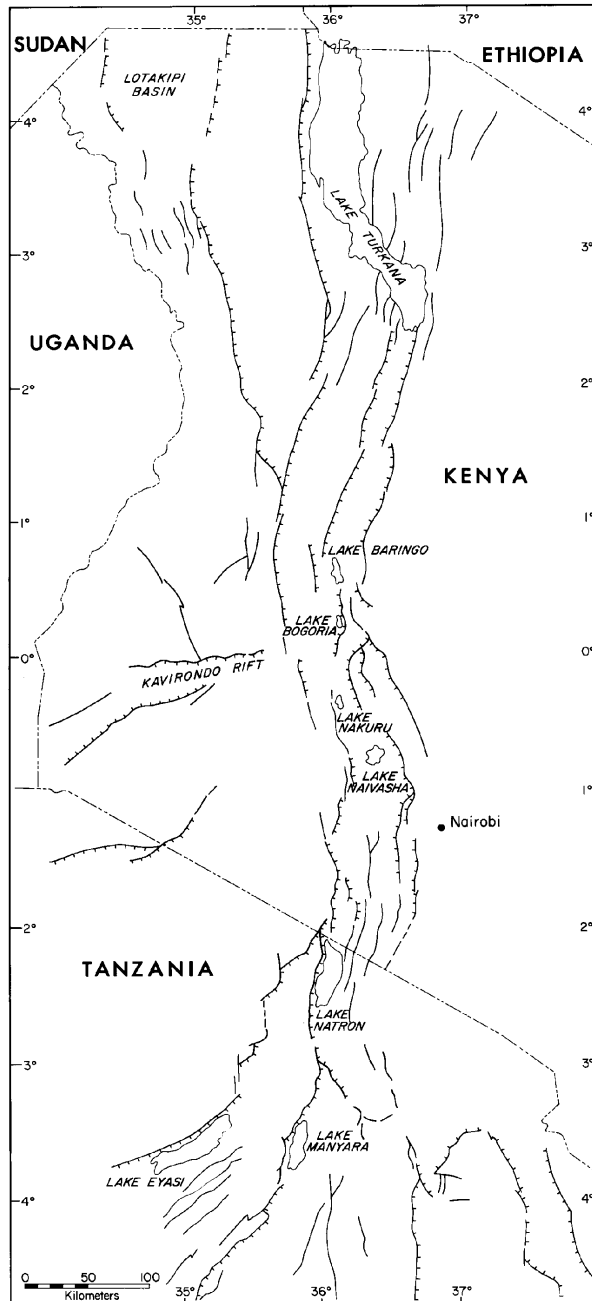 35°
36°
37°
SUDAN
ETHIOPIA
LOTAKIPI
BASIN
4°
4°
LAKE TURKANA
3°
3°
UGANDA
2°
2°
KENYA
1°
1°
LAKE BARINGO
LAKE
BOGORIA
0°
0°
KAVIRONDO RIFT
LAKE
NAKURU
LAKE
NAIVASHA
1°
1°
Nairobi
2°
2°
TANZANIA
LAKE
NATRON
3°
3°
LAKE
MANYARA
LAKE EYASI
4°
4°
0 50 100
Kilometers
35°
36°
37°